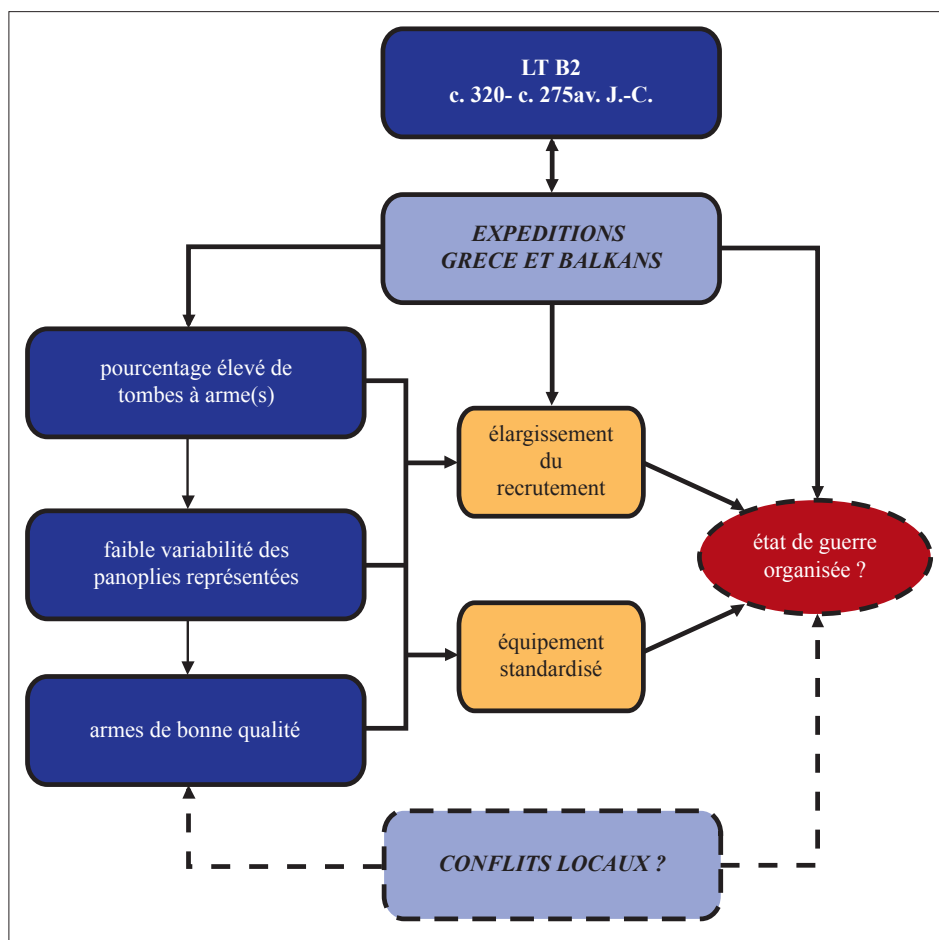 LT B2
c. 320- c. 275av. J.-C.
EXPEDITIONS
GRECE ET BALKANS
pourcentage élevé de
tombes à arme(s)
élargissement
du
recrutement
faible variabilité des
panoplies représentées
état de guerre
organisée ?
équipement
standardisé
armes de bonne qualité
CONFLITS LOCAUX ?